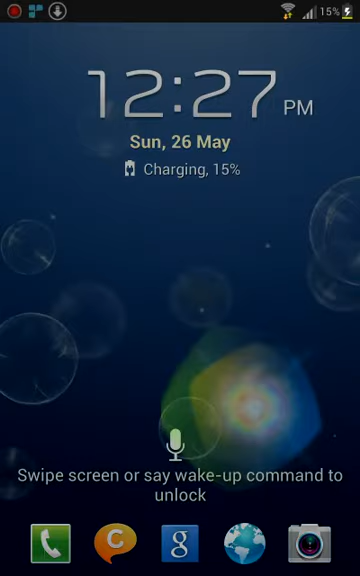 15%
12:27 PM
Sun, 26 May
Charging, 15%
Swipe screen or say wake-up command to
unlock
C
g